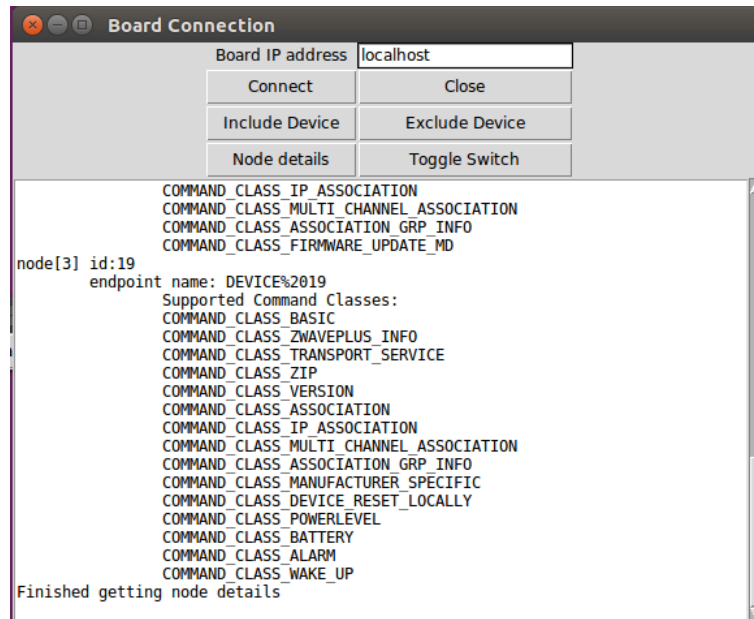 Board Connection
Board IP address localhost
Connect Close
Include Device Exclude Device
Node details Toggle Switch
COMMAND_CLASS_IP_ASSOCIATION
COMMAND_CLASS_MULTI_CHANNEL_ASSOCIATION
COMMAND_CLASS_ASSOCIATION_GRP_INFO
COMMAND_CLASS_FIRMWARE_UPDATE_MD
node[3] id:19
endpoint name: DEVICE%2019
Supported Command Classes:
COMMAND_CLASS_BASIC
COMMAND_CLASS_ZWAVEPLUS_INFO
COMMAND_CLASS_TRANSPORT_SERVICE
COMMAND_CLASS_ZIP
COMMAND_CLASS_VERSION
COMMAND_CLASS_ASSOCIATION
COMMAND_CLASS_IP_ASSOCIATION
COMMAND_CLASS_MULTI_CHANNEL_ASSOCIATION
COMMAND_CLASS_ASSOCIATION_GRP_INFO
COMMAND_CLASS_MANUFACTURER_SPECIFIC
COMMAND_CLASS_DEVICE_RESET_LOCALLY
COMMAND_CLASS_POWERLEVEL
COMMAND_CLASS_BATTERY
COMMAND_CLASS_ALARM
COMMAND_CLASS_WAKE_UP
Finished getting node details